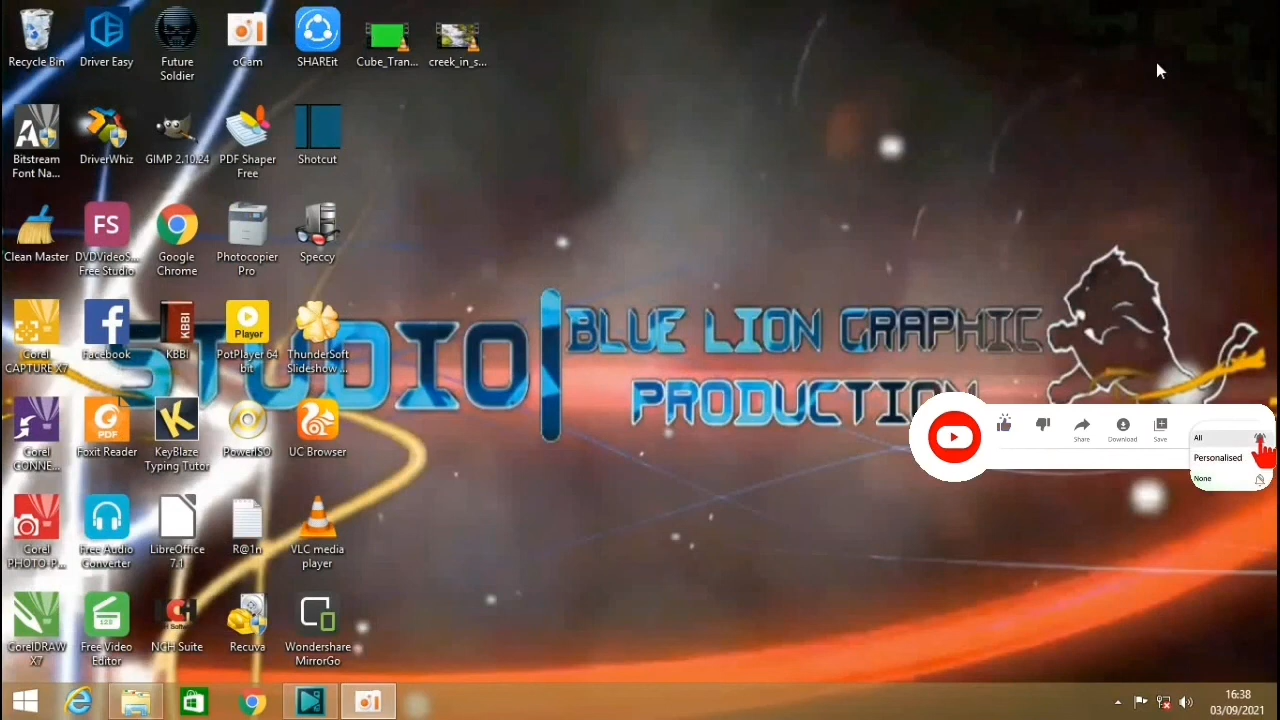 Recycle Bin
Driver Easy
Future
Soldier
oCam
SHAREit
Cube_Tran...
creek_in_s...
Bitstream
Font Na...
DriverWhiz
GIMP 2.10.24
PDF Shaper
Free
Shotcut
Clean Master
FS
DVDVideoS...
Free Studio
Google
Chrome
Photocopier
Pro
Speccy
Corel
CAPTURE X7
Facebook
KBBI
KBBI
Player
PotPlayer 64
bit
ThunderSoft
Slideshow ...
STUDIO
BLUE LION GRAPHIC
PRODUCTION
Corel
CONNE...
PDF
Foxit Reader
K
KeyBlaze
Typing Tutor
PowerISO
UC Browser
Share
Download
Save
All
Personalised
None
Corel
PHOTO-P...
Free Audio
Converter
LibreOffice
7.1
R@1n
VLC media
player
CorelDRAW
X7
Free Video
Editor
NCH Suite
Recuva
Wondershare
MirrorGo
16:38
03/09/2021